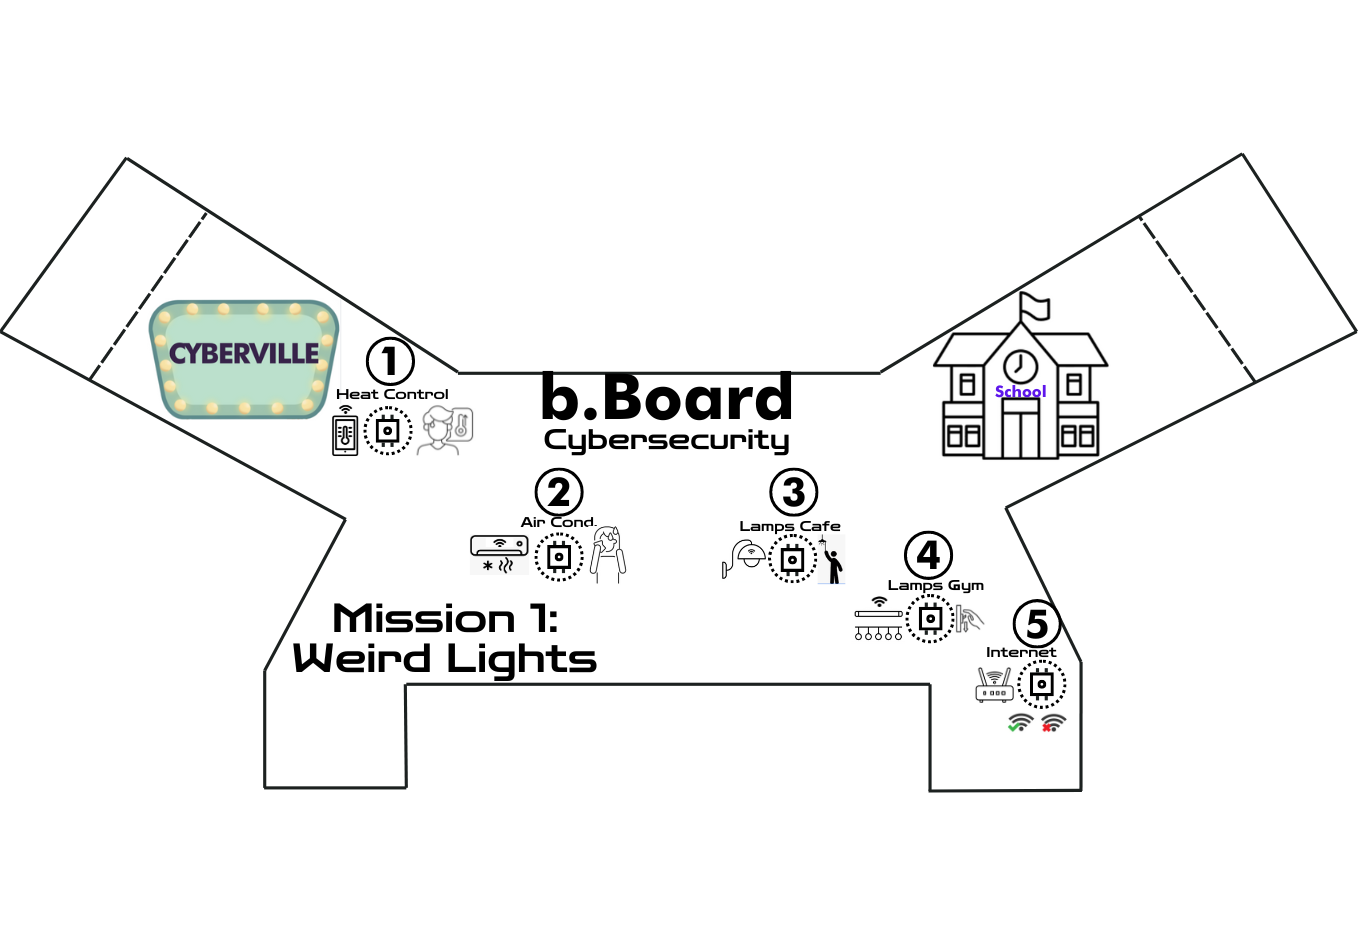 CYBERVILLE
1
Heat Control
b.Board
Cybersecurity
School
2
Air Cond.
3
Lamps Cafe
4
Lamps Gym
5
Internet
Mission 1:
Weird Lights